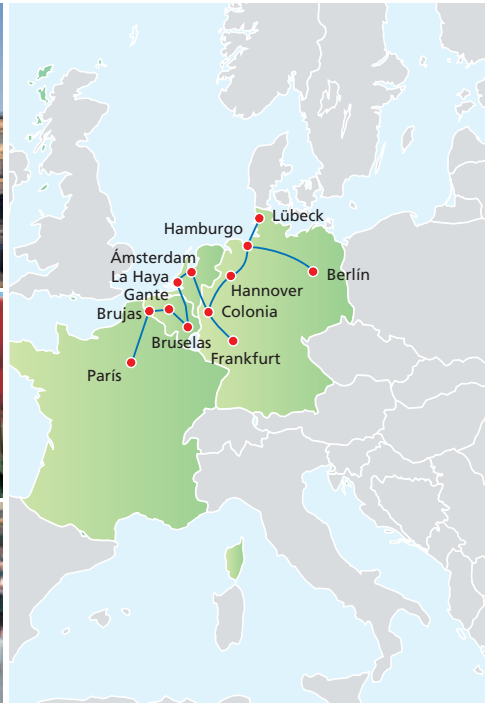 Lübeck
Hamburgo
Ámsterdam
Berlín
La Haya
Hannover
Gante
Brujas
Colonia
Bruselas
Frankfurt
París